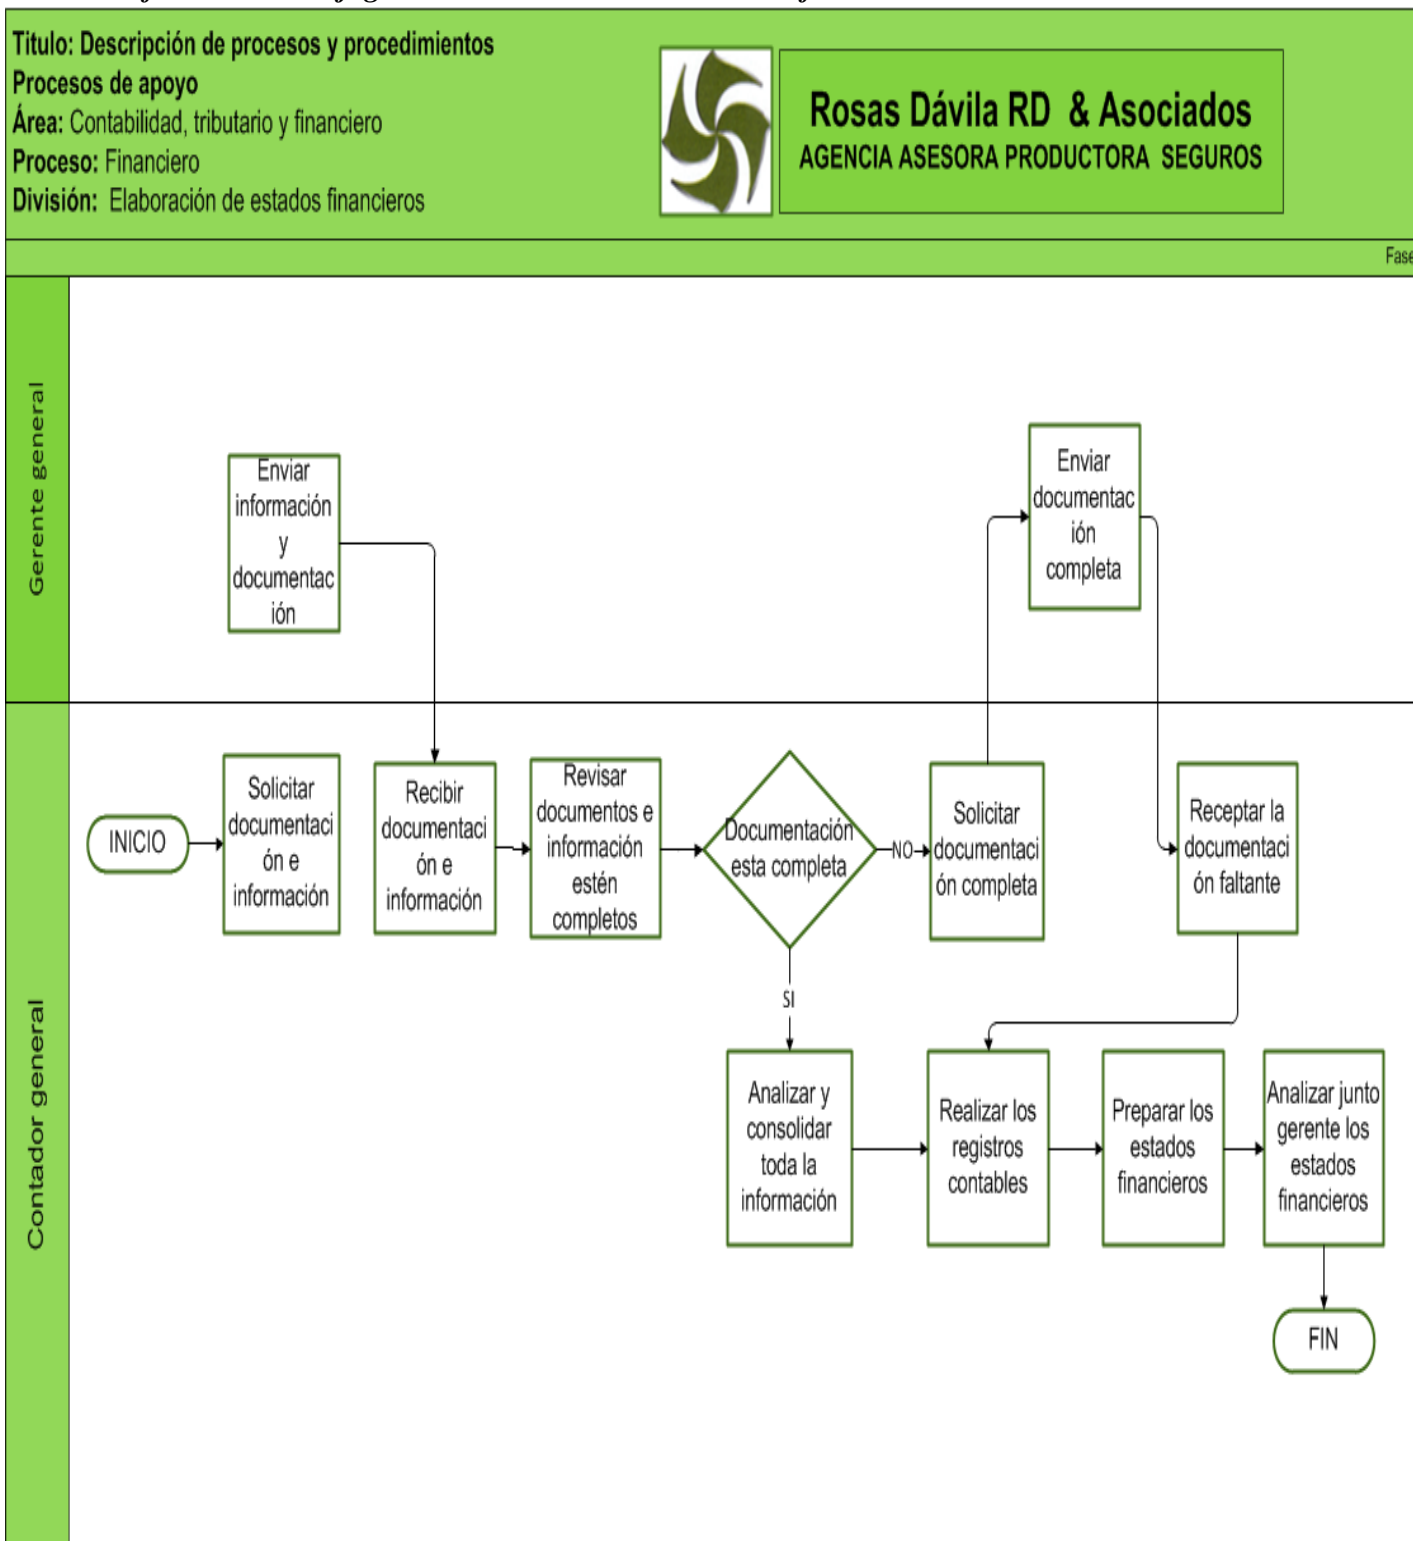 Titulo: Descripción de procesos y procedimientos
Procesos de apoyo
Área: Contabilidad, tributario y financiero
Proceso: Financiero
División: Elaboración de estados financieros
Rosas Dávila RD & Asociados
AGENCIA ASESORA PRODUCTORA SEGUROS
Fase
Gerente general
Enviar
información
y
documentac
ión
Enviar
documentac
ión
completa
Contador general
INICIO
Solicitar
documentaci
ón e
información
Recibir
documentaci
ón e
información
Revisar
documentos e
información
estén
completos
Documentación
esta completa
NO
Solicitar
documentaci
ón completa
Receptar la
documentaci
ón faltante
SI
Analizar y
consolidar
toda la
información
Realizar los
registros
contables
Preparar los
estados
financieros
Analizar junto
gerente los
estados
financieros
FIN